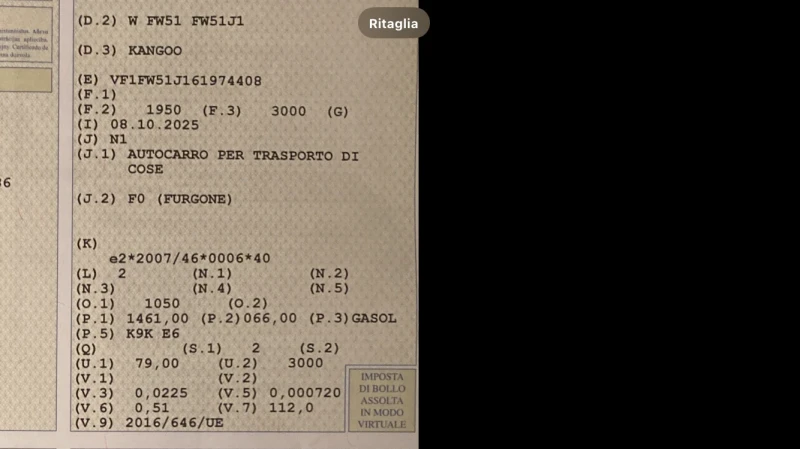 Ritaglia
(D.2) W FW51 FW51J1
(D.3) KANGOO
(E) VF1FW51J161974408
(F.1)
(F.2) 1950 (F.3) 3000 (G)
(I) 08.10.2025
(J) N1
(J.1) AUTOCARRO PER TRASPORTO DI
COSE
(J.2) F0 (FURGONE)
(K)
e2*2007/46*0006*40
(L) 2 (N.1) (N.2)
(N.3) (N.4) (N.5)
(O.1) 1050 (O.2)
(P.1) 1461,00 (P.2)066,00 (P.3)GASOL
(P.5) K9K E6
(Q) (S.1) 2 (S.2)
(U.1) 79,00 (U.2) 3000
(V.1) (V.2)
(V.3) 0,0225 (V.5) 0,000720
(V.6) 0,51 (V.7) 112,0
(V.9) 2016/646/UE
IMPOSTA
DI BOLLO
ASSOLTA
IN MODO
VIRTUALE